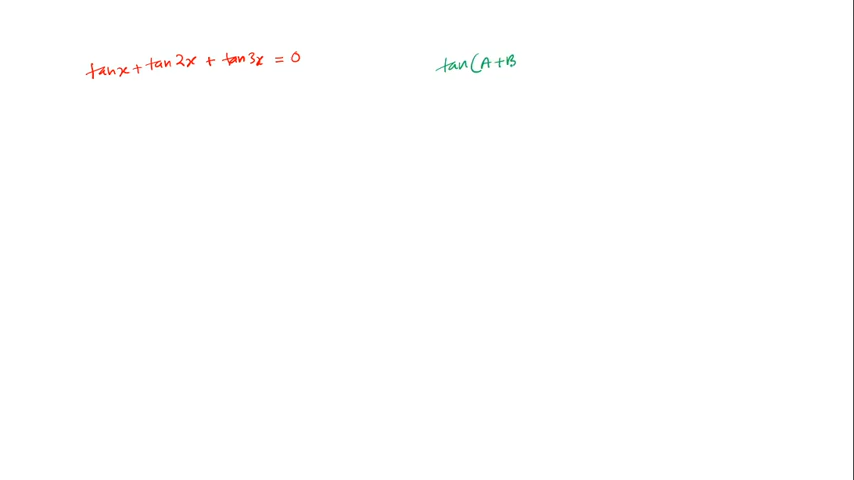 tanx + tan2x + tan3x = 0
tan(A+B